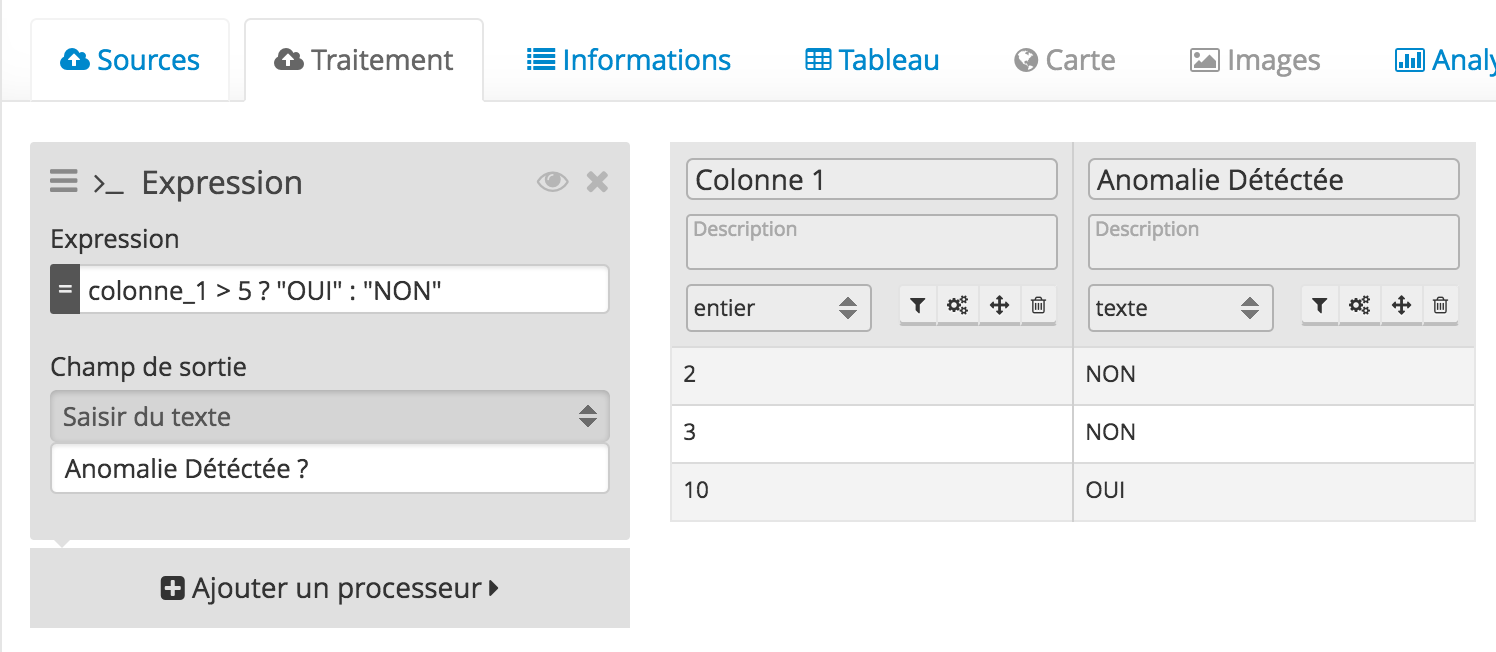 Sources Traitement Informations Tableau Carte Images Analy
>_ Expression
Expression
= colonne_1 > 5 ? "OUI" : "NON"
Champ de sortie
Saisir du texte
Anomalie Détéctée ?
Ajouter un processeur
Colonne 1 Anomalie Détéctée
Description Description
entier texte
2 NON
3 NON
10 OUI